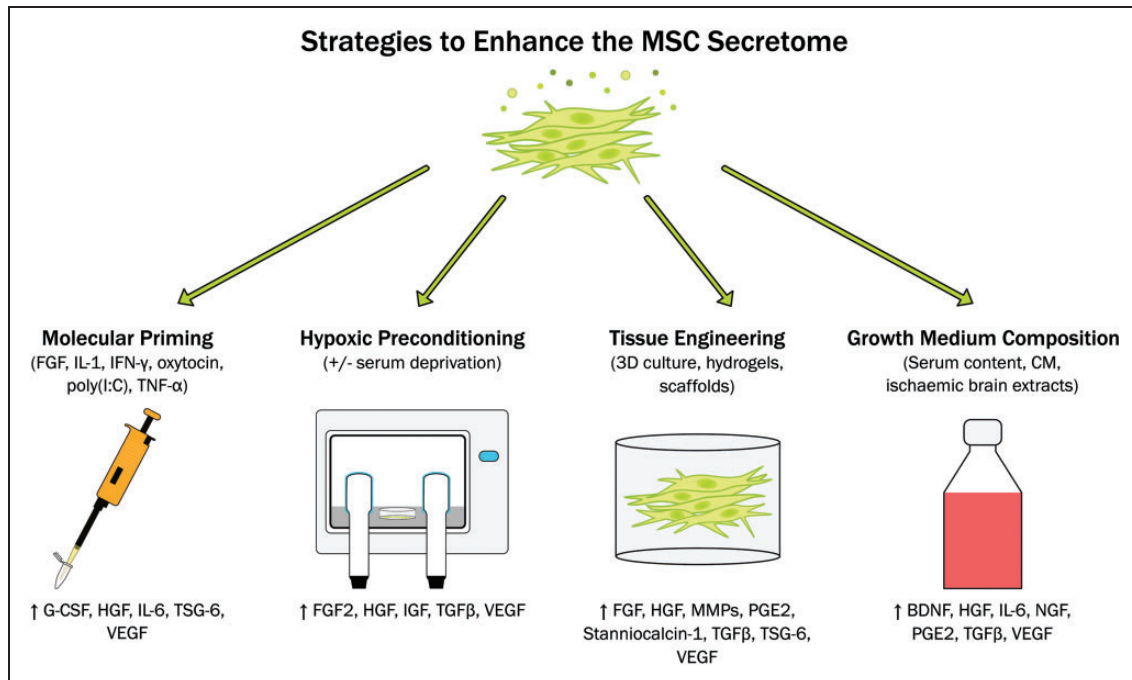 Strategies to Enhance the MSC Secretome
Molecular Priming
(FGF, IL-1, IFN-γ, oxytocin,
poly(I:C), TNF-α)
↑ G-CSF, HGF, IL-6, TSG-6,
VEGF
Hypoxic Preconditioning
(+/- serum deprivation)
↑ FGF2, HGF, IGF, TGFβ, VEGF
Tissue Engineering
(3D culture, hydrogels,
scaffolds)
↑ FGF, HGF, MMPs, PGE2,
Stanniocalcin-1, TGFβ, TSG-6,
VEGF
Growth Medium Composition
(Serum content, CM,
ischaemic brain extracts)
↑ BDNF, HGF, IL-6, NGF,
PGE2, TGFβ, VEGF